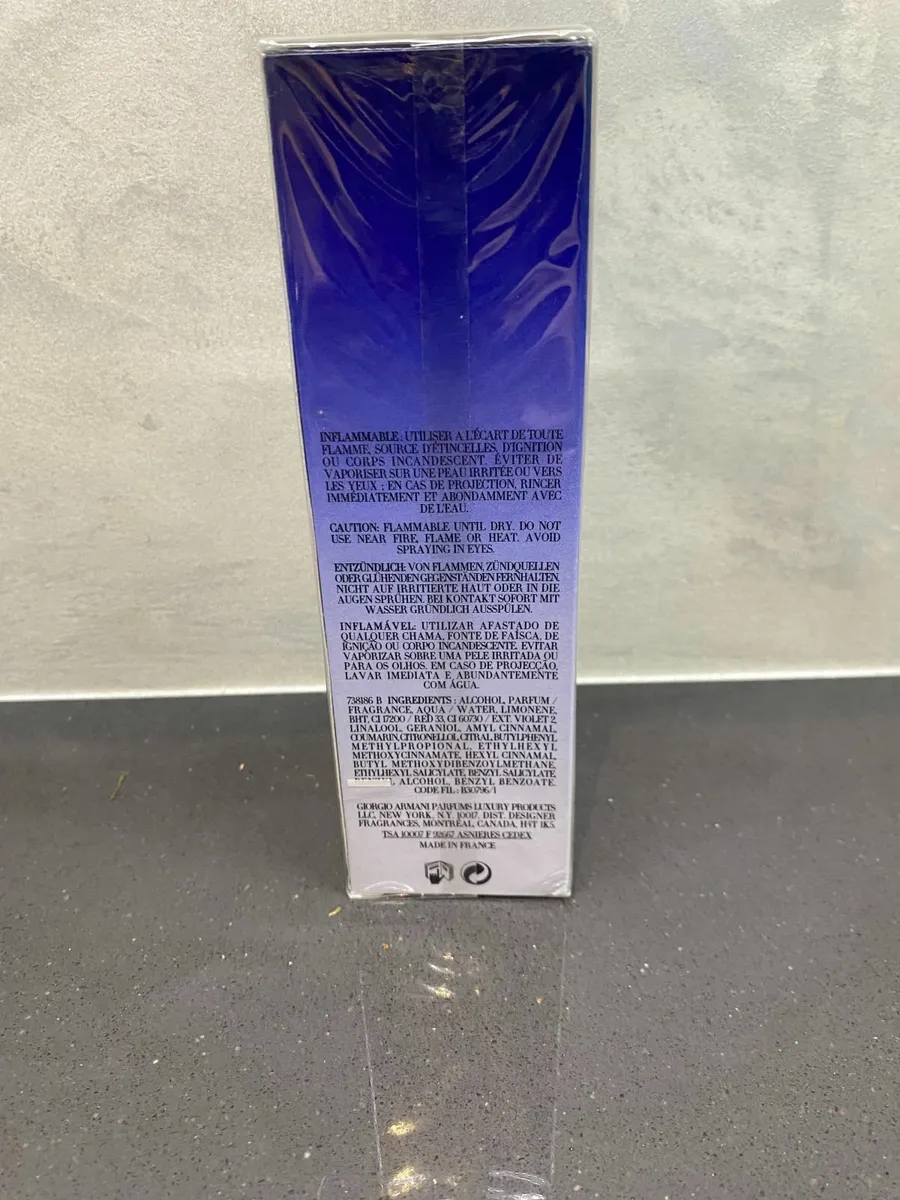 INFLAMMABLE : UTILISER A L'ÉCART DE TOUTE
FLAMME, SOURCE D'ÉTINCELLES, D'IGNITION
OU CORPS INCANDESCENT. ÉVITER DE
VAPORISER SUR UNE PEAU IRRITÉE OU VERS
LES YEUX ; EN CAS DE PROJECTION, RINCER
IMMÉDIATEMENT ET ABONDAMMENT AVEC
DE L'EAU.
CAUTION: FLAMMABLE UNTIL DRY. DO NOT
USE NEAR FIRE, FLAME OR HEAT. AVOID
SPRAYING IN EYES.
ENTZÜNDLICH: VON FLAMMEN, ZÜNDQUELLEN
ODER GLÜHENDEN GEGENSTÄNDEN FERNHALTEN.
NICHT AUF IRRITIERTE HAUT ODER IN DIE
AUGEN SPRÜHEN. BEI KONTAKT SOFORT MIT
WASSER GRÜNDLICH AUSSPÜLEN.
INFLAMÁVEL: UTILIZAR AFASTADO DE
QUALQUER CHAMA, FONTE DE FAÍSCA, DE
IGNIÇÃO OU CORPO INCANDESCENTE. EVITAR
VAPORIZAR SOBRE UMA PELE IRRITADA OU
PARA OS OLHOS. EM CASO DE PROJECÇÃO,
LAVAR IMEDIATA E ABUNDANTEMENTE
COM ÁGUA.
738186 B INGREDIENTS : ALCOHOL, PARFUM /
FRAGRANCE, AQUA / WATER, LIMONENE,
BHT, CI 17200 / RED 33, CI 60730 / EXT. VIOLET 2,
LINALOOL, GERANIOL, AMYL CINNAMAL,
COUMARIN, CITRONELLOL, CITRAL, BUTYLPHENYL
METHYLPROPIONAL, ETHYLHEXYL
METHOXYCINNAMATE, HEXYL CINNAMAL,
BUTYL METHOXYDIBENZOYLMETHANE,
ETHYLHEXYL SALICYLATE, BENZYL SALICYLATE,
ALCOHOL, BENZYL BENZOATE.
CODE FIL : B30796/1
GIORGIO ARMANI PARFUMS LUXURY PRODUCTS
LLC, NEW YORK, N.Y. 10017. DIST. DESIGNER
FRAGRANCES, MONTRÉAL, CANADA, H4T 1K5.
TSA 10007 F 92667 ASNIERES CEDEX
MADE IN FRANCE